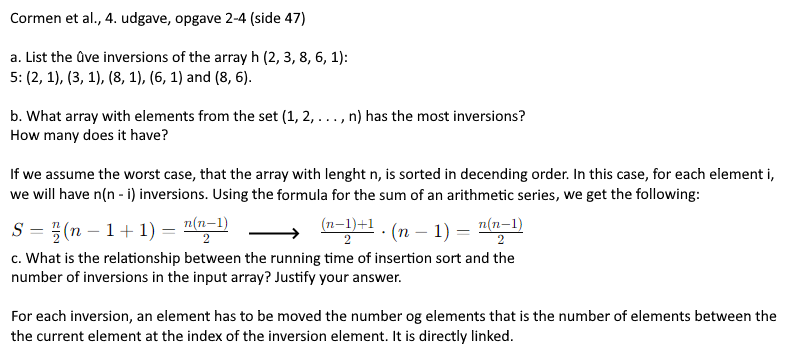 Cormen et al., 4. udgave, opgave 2-4 (side 47)
a. List the ûve inversions of the array h (2, 3, 8, 6, 1):
5: (2, 1), (3, 1), (8, 1), (6, 1) and (8, 6).
b. What array with elements from the set (1, 2, . . . , n) has the most inversions?
How many does it have?
If we assume the worst case, that the array with lenght n, is sorted in decending order. In this case, for each element i,
we will have n(n - i) inversions. Using the formula for the sum of an arithmetic series, we get the following:
S = n/2(n − 1 + 1) = n(n−1)/2 ⟶ (n−1)+1/2 · (n − 1) = n(n−1)/2
c. What is the relationship between the running time of insertion sort and the
number of inversions in the input array? Justify your answer.
For each inversion, an element has to be moved the number og elements that is the number of elements between the
the current element at the index of the inversion element. It is directly linked.